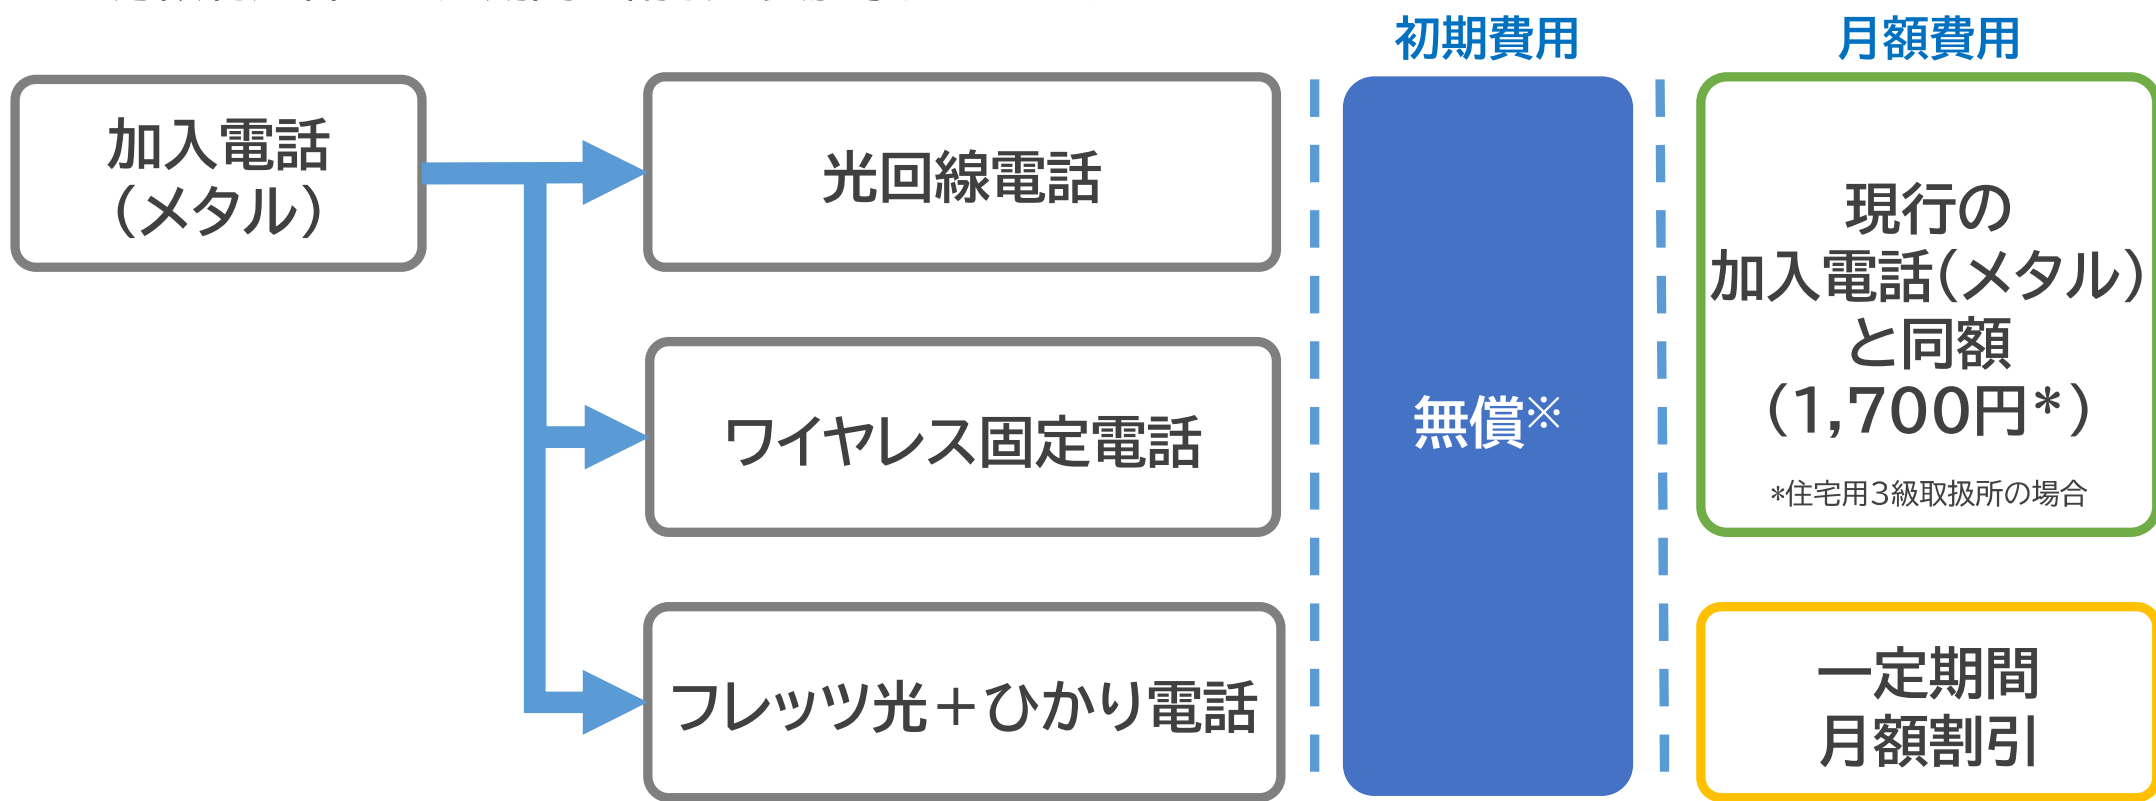 初期費用
月額費用
加入電話
(メタル)
光回線電話
ワイヤレス固定電話
フレッツ光+ひかり電話
無償※
現行の
加入電話(メタル)
と同額
(1,700円*)
*住宅用3級取扱所の場合
一定期間
月額割引